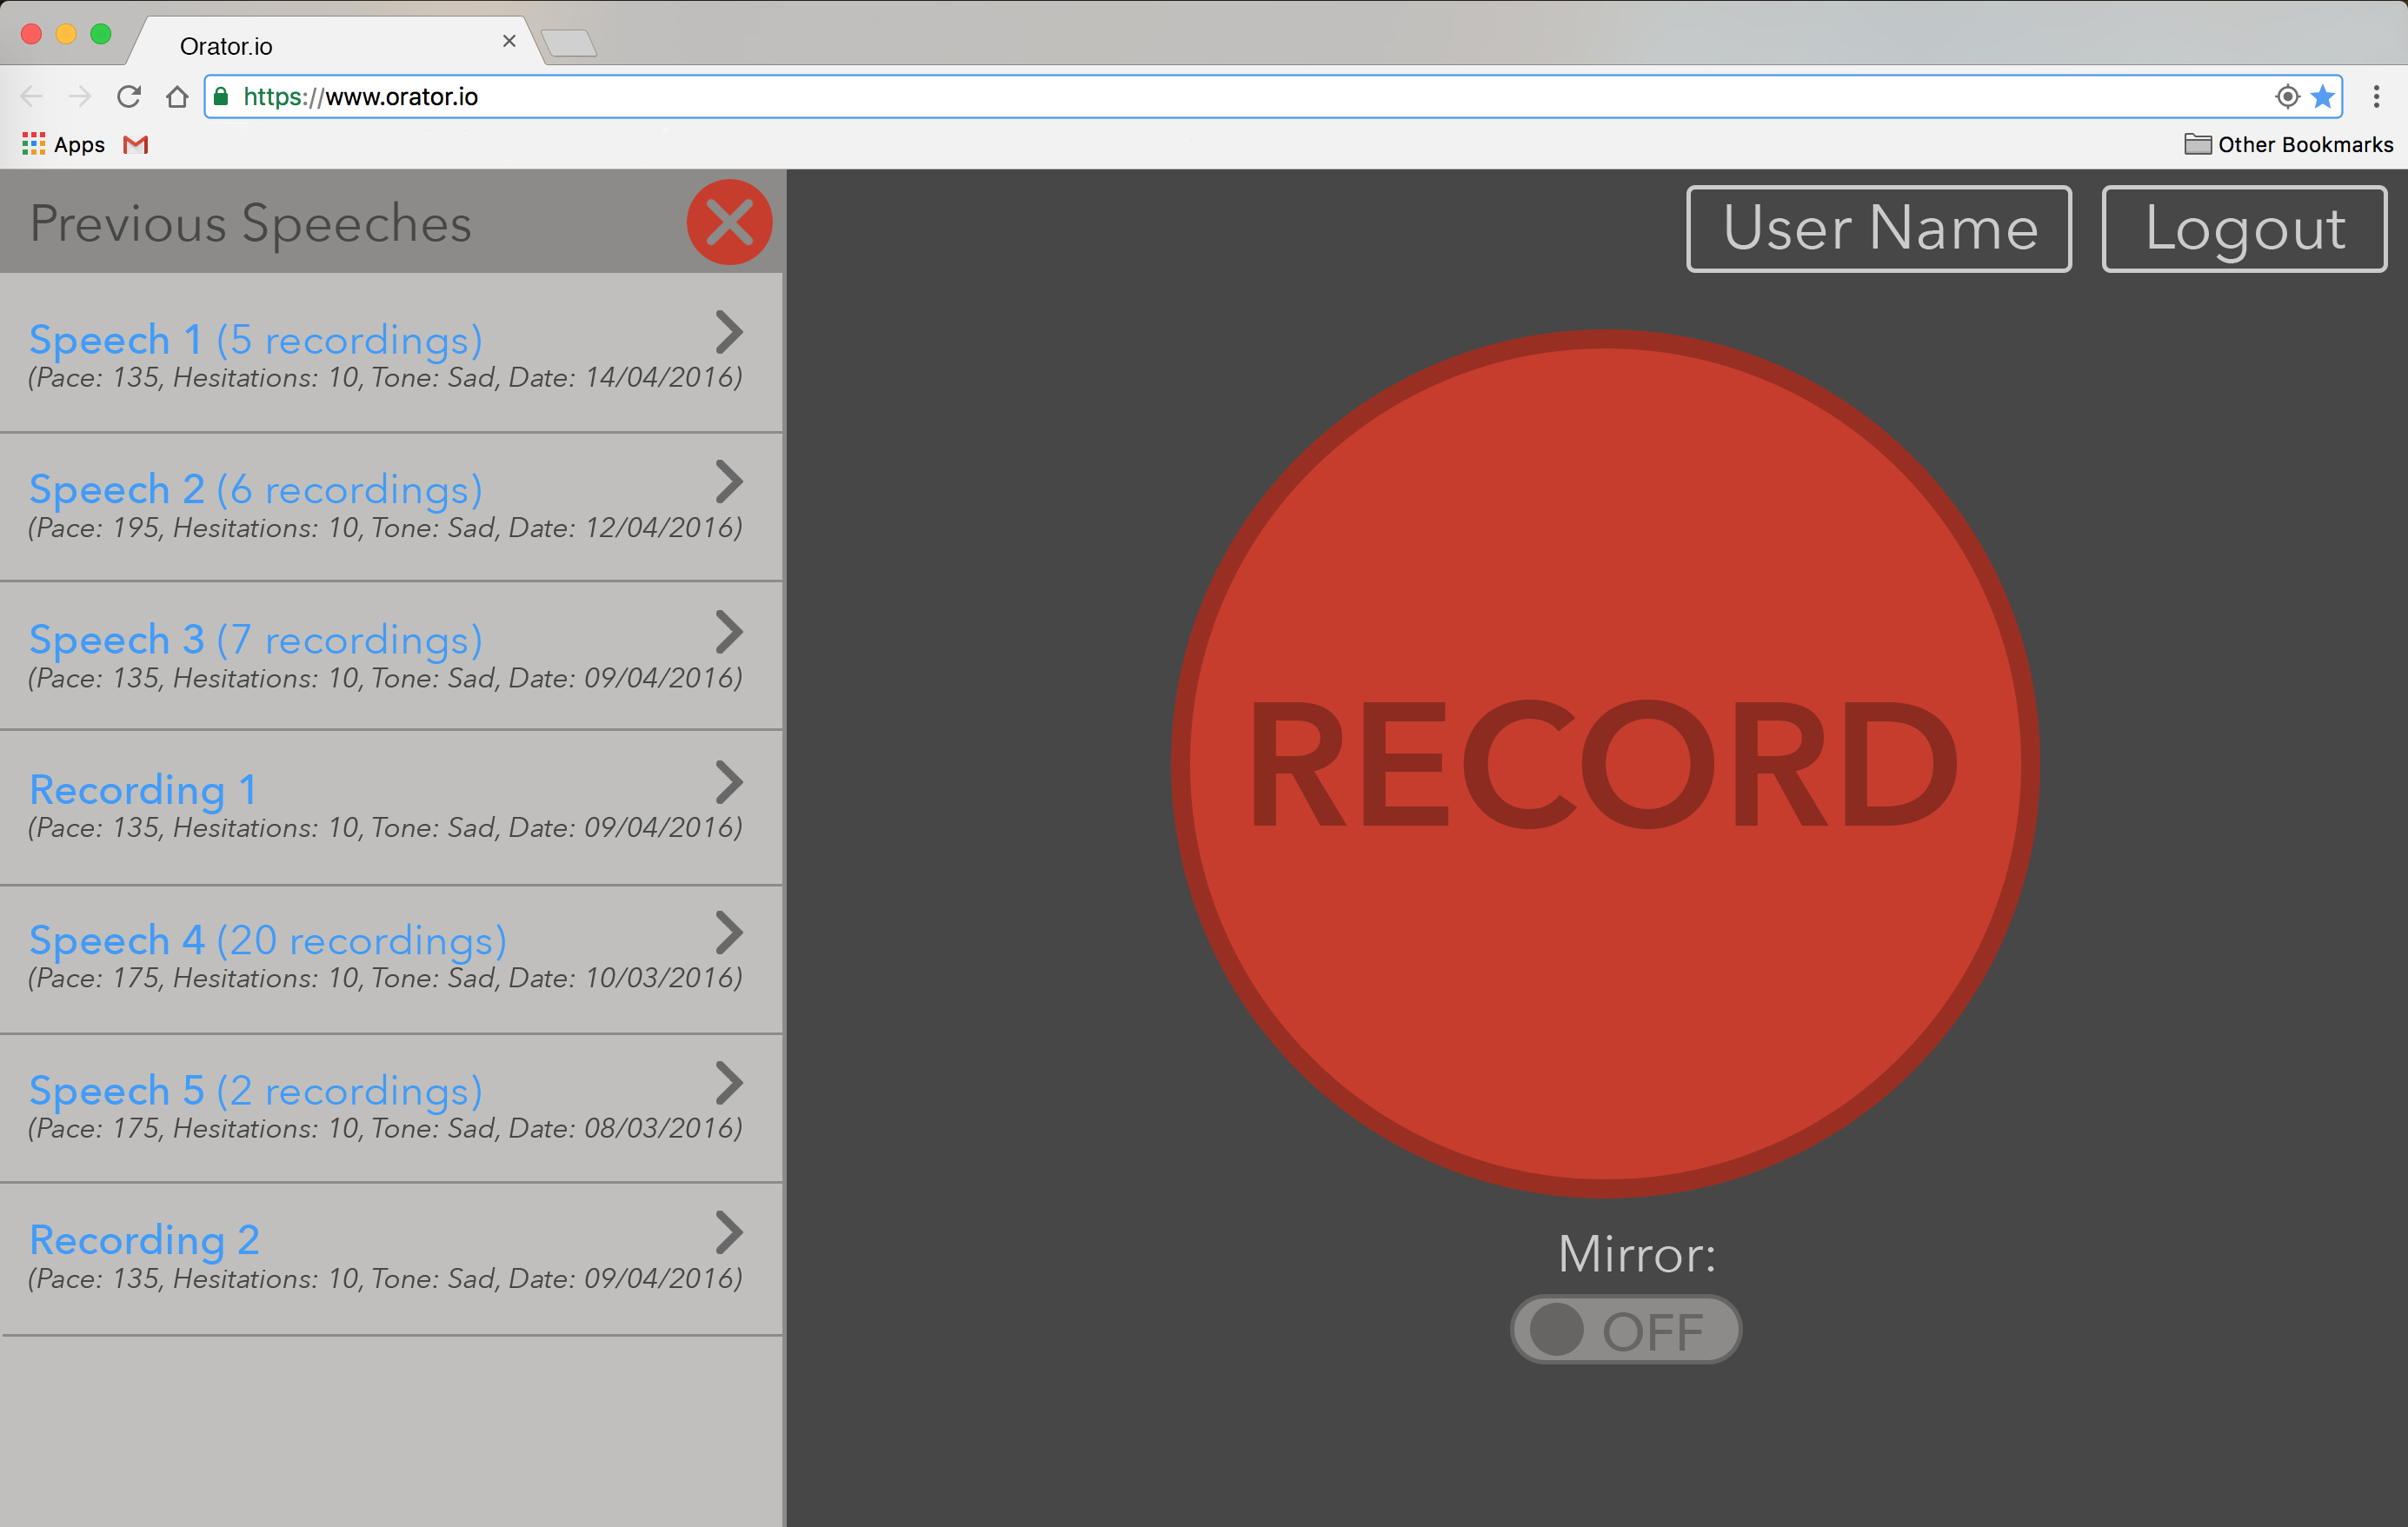 Orator.io
https://www.orator.io
Apps
Other Bookmarks
Previous Speeches
User Name
Logout
Speech 1 (5 recordings)
(Pace: 135, Hesitations: 10, Tone: Sad, Date: 14/04/2016)
Speech 2 (6 recordings)
(Pace: 195, Hesitations: 10, Tone: Sad, Date: 12/04/2016)
Speech 3 (7 recordings)
(Pace: 135, Hesitations: 10, Tone: Sad, Date: 09/04/2016)
Recording 1
(Pace: 135, Hesitations: 10, Tone: Sad, Date: 09/04/2016)
Speech 4 (20 recordings)
(Pace: 175, Hesitations: 10, Tone: Sad, Date: 10/03/2016)
Speech 5 (2 recordings)
(Pace: 175, Hesitations: 10, Tone: Sad, Date: 08/03/2016)
Recording 2
(Pace: 135, Hesitations: 10, Tone: Sad, Date: 09/04/2016)
RECORD
Mirror:
OFF